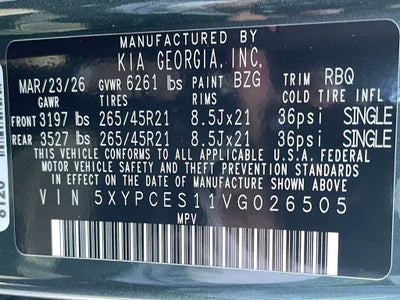 MANUFACTURED BY
KIA GEORGIA, INC.
MAR/23/26 GVWR 6261 lbs PAINT BZG TRIM RBQ
GAWR TIRES RIMS COLD TIRE INFL
FRONT 3197 lbs 265/45R21 8.5Jx21 36psi SINGLE
REAR 3527 lbs 265/45R21 8.5Jx21 36psi SINGLE
THIS VEHICLE CONFORMS TO ALL APPLICABLE U.S.A. FEDERAL
MOTOR VEHICLE SAFETY AND THEFT PREVENTION STANDARDS
IN EFFECT ON THE DATE OF MANUFACTURE SHOWN ABOVE.
VIN 5XYPCES11VG026505
MPV